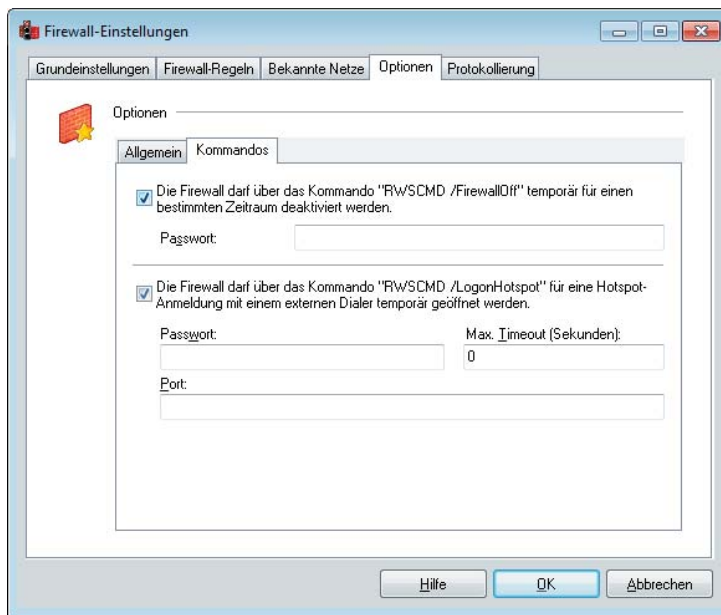 Firewall-Einstellungen
Grundeinstellungen
Firewall-Regeln
Bekannte Netze
Optionen
Protokollierung
Optionen
Allgemein
Kommandos
Die Firewall darf über das Kommando "RWSCMD /FirewallOff" temporär für einen
bestimmten Zeitraum deaktiviert werden.
Passwort:
Die Firewall darf über das Kommando "RWSCMD /LogonHotspot" für eine Hotspot-
Anmeldung mit einem externen Dialer temporär geöffnet werden.
Passwort:
Max. Timeout (Sekunden):
0
Port:
Hilfe
OK
Abbrechen